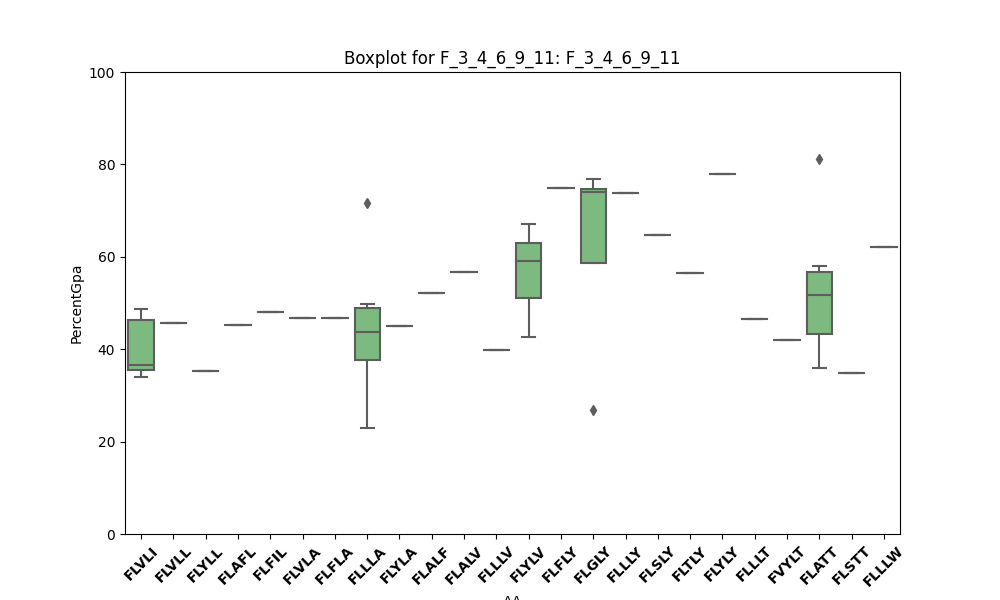 Boxplot for F_3_4_6_9_11: F_3_4_6_9_11
100
80
60
40
20
0
PercentGpa
FLVLI FLVLL FLYLL FLAFL FLFIL FLVLA FLFLA FLLLA FLYLA FLALF FLALV FLLLV FLYLV FLFLY FLGLY FLLLY FLSLY FLTLY FLYLY FLLLT FVYLT FLATT FLSTT FLLLW
AA